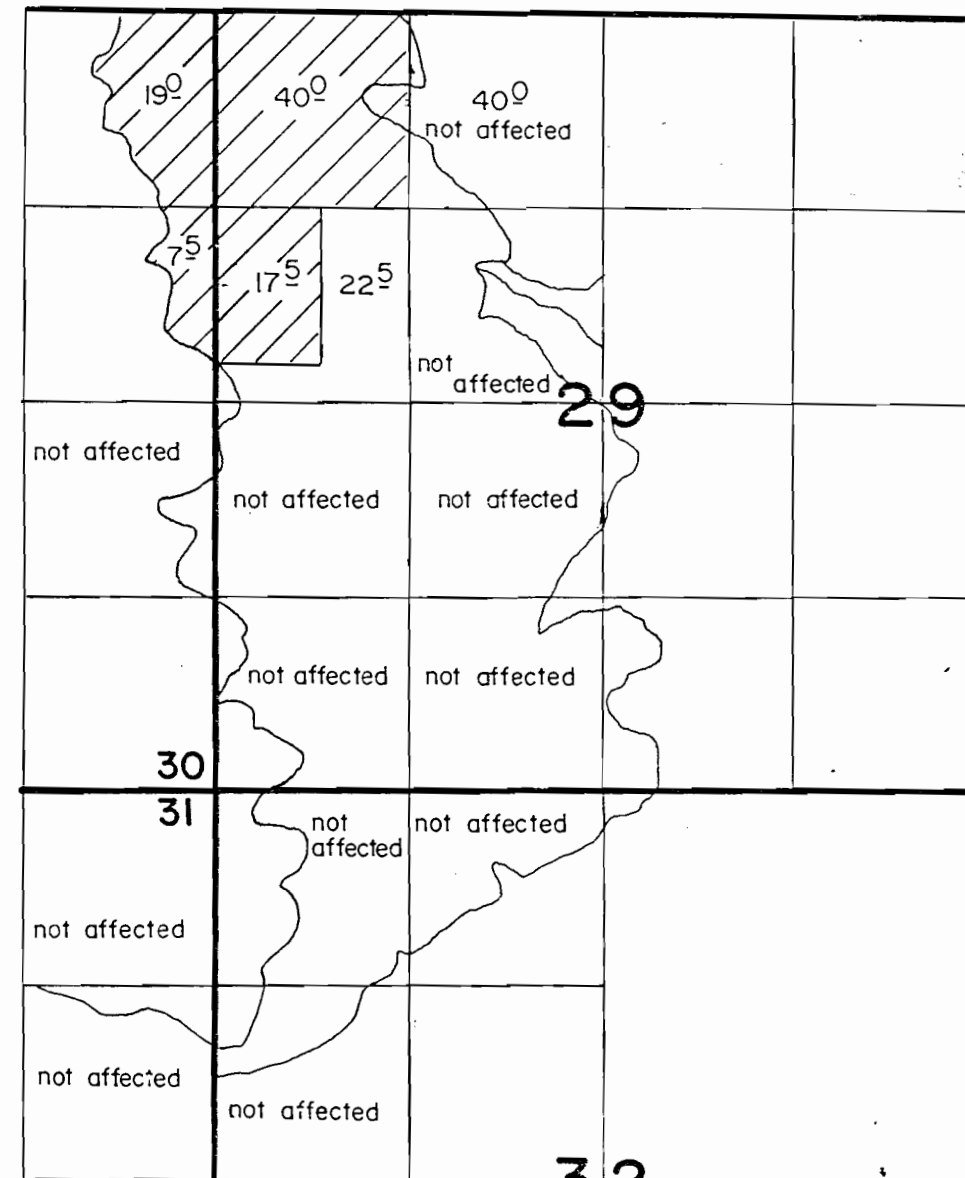 19⁰
40⁰
40⁰
not affected
7⁵
17⁵
22⁵
not
affected
29
not affected
not affected
not affected
not affected
not affected
30
31
not
affected
not affected
not affected
not affected
not affected
32